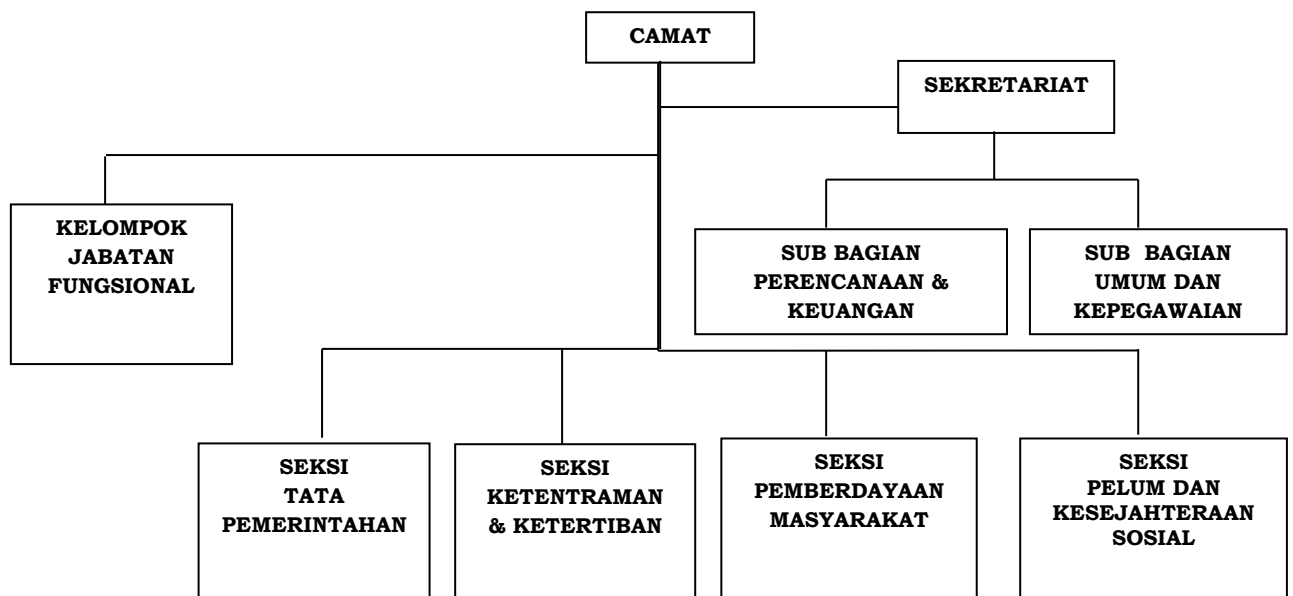 CAMAT
SEKRETARIAT
KELOMPOK
JABATAN
FUNGSIONAL
SUB BAGIAN
PERENCANAAN &
KEUANGAN
SUB BAGIAN
UMUM DAN
KEPEGAWAIAN
SEKSI
TATA
PEMERINTAHAN
SEKSI
KETENTRAMAN
& KETERTIBAN
SEKSI
PEMBERDAYAAN
MASYARAKAT
SEKSI
PELUM DAN
KESEJAHTERAAN
SOSIAL